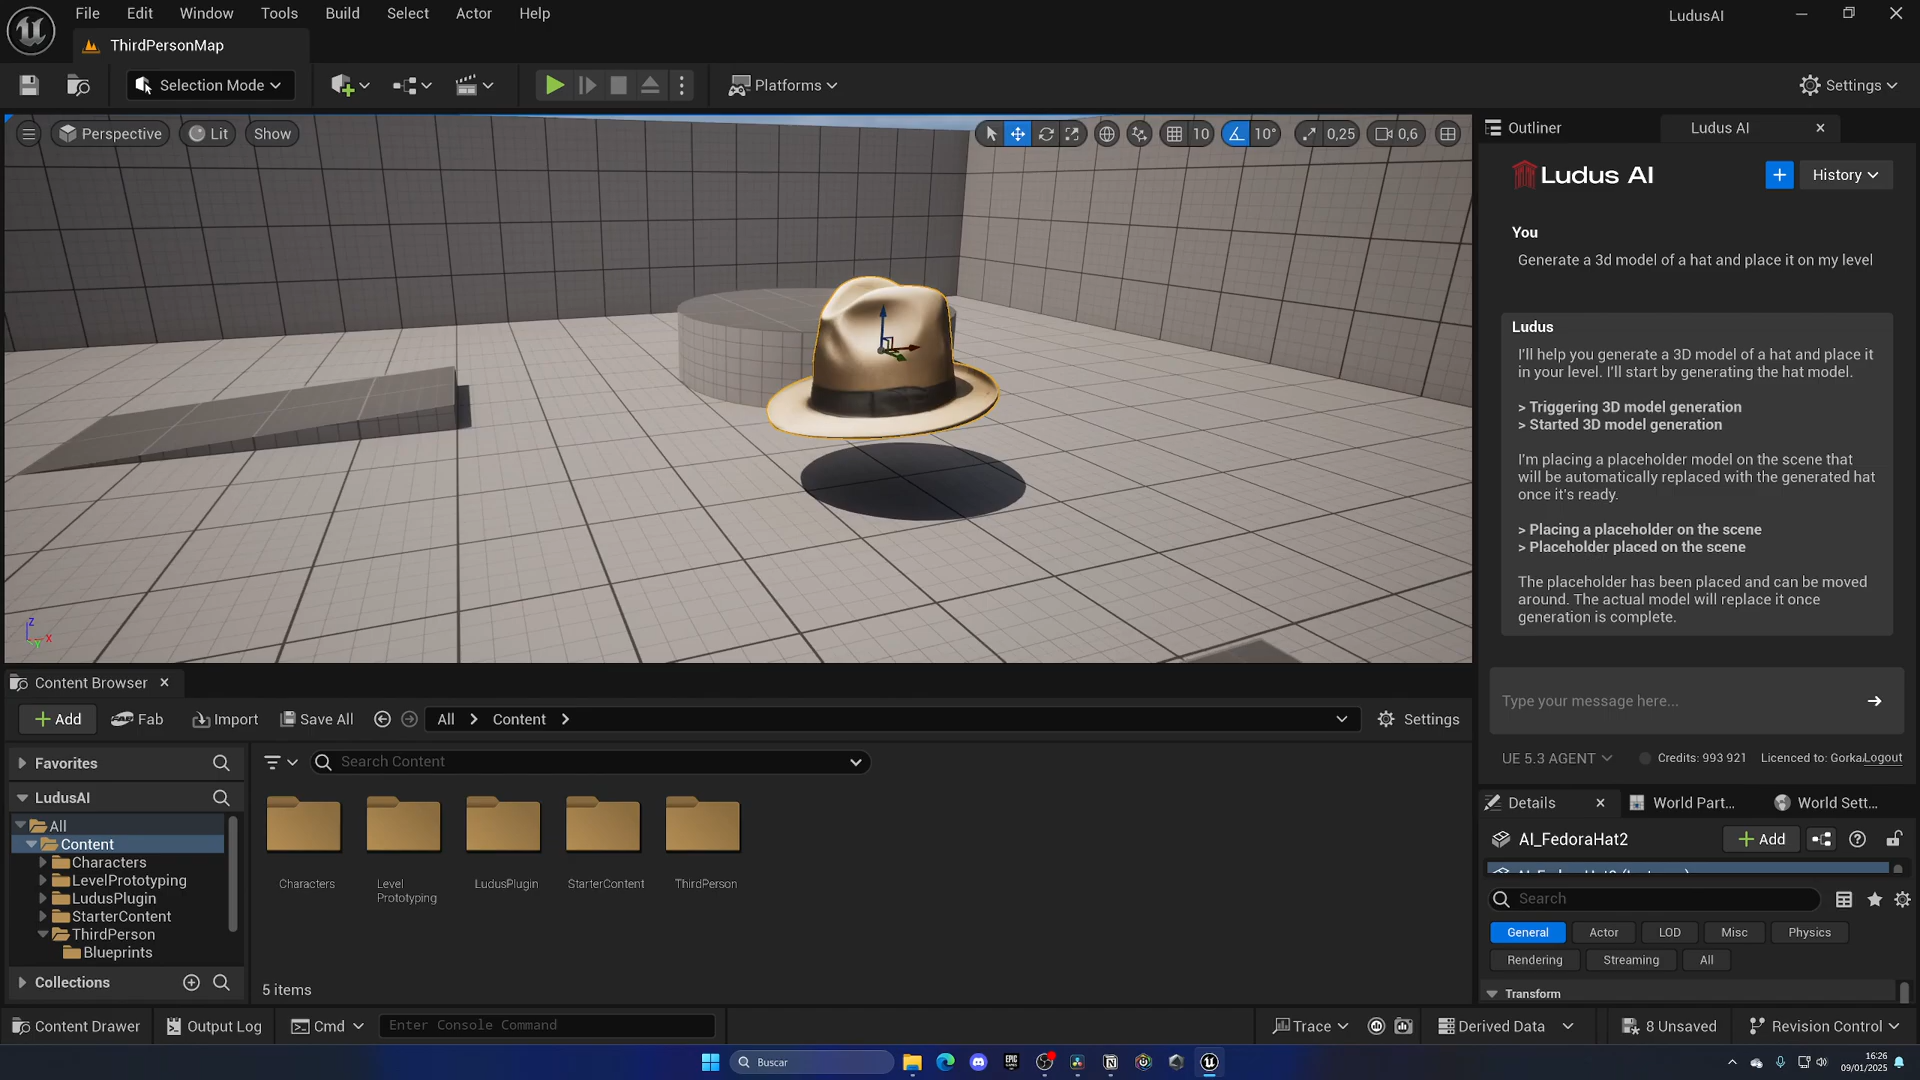 File Edit Window Tools Build Select Actor Help
LudusAI
ThirdPersonMap
Selection Mode
Platforms
Settings
Perspective
Lit
Show
10
10°
0,25
0,6
Outliner
Ludus AI
Ludus AI
History
You
Generate a 3d model of a hat and place it on my level
Ludus
I'll help you generate a 3D model of a hat and place it
in your level. I'll start by generating the hat model.
> Triggering 3D model generation
> Started 3D model generation
I'm placing a placeholder model on the scene that
will be automatically replaced with the generated hat
once it's ready.
> Placing a placeholder on the scene
> Placeholder placed on the scene
The placeholder has been placed and can be moved
around. The actual model will replace it once
generation is complete.
Type your message here...
UE 5.3 AGENT
Credits: 993 921
Licenced to: Gorka
Logout
Z
X
Y
Content Browser
Add
Fab
Import
Save All
All
Content
Settings
Favorites
Search Content
LudusAI
All
Content
Characters
LevelPrototyping
LudusPlugin
StarterContent
ThirdPerson
Blueprints
Collections
Characters
Level
Prototyping
LudusPlugin
StarterContent
ThirdPerson
5 items
Details
World Part...
World Sett...
AI_FedoraHat2
Add
Search
General
Actor
LOD
Misc
Physics
Rendering
Streaming
All
Transform
Content Drawer
Output Log
Cmd
Enter Console Command
Trace
Derived Data
8 Unsaved
Revision Control
Buscar
EPIC
16:26
09/01/2025